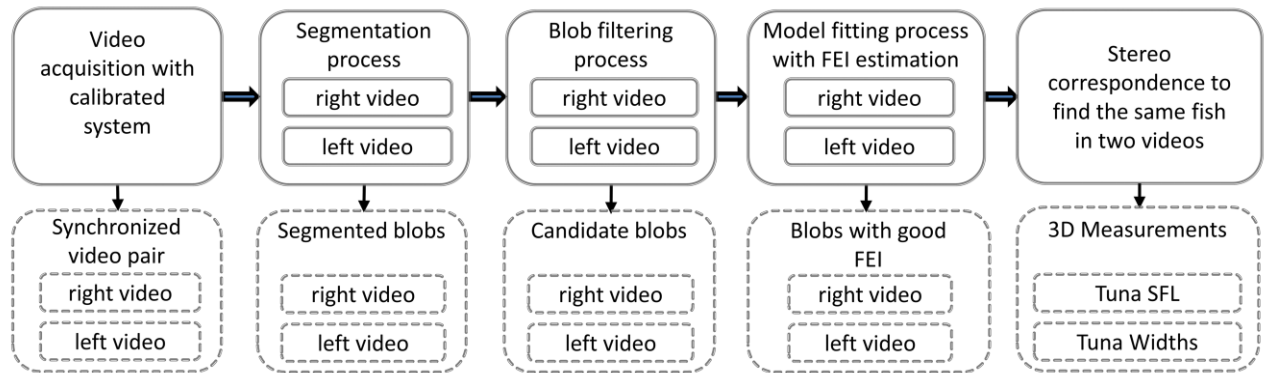 Video
acquisition with
calibrated
system
Segmentation
process
right video
left video
Blob filtering
process
right video
left video
Model fitting process
with FEI estimation
right video
left video
Stereo
correspondence to
find the same fish
in two videos
Synchronized
video pair
right video
left video
Segmented blobs
right video
left video
Candidate blobs
right video
left video
Blobs with good
FEI
right video
left video
3D Measurements
Tuna SFL
Tuna Widths